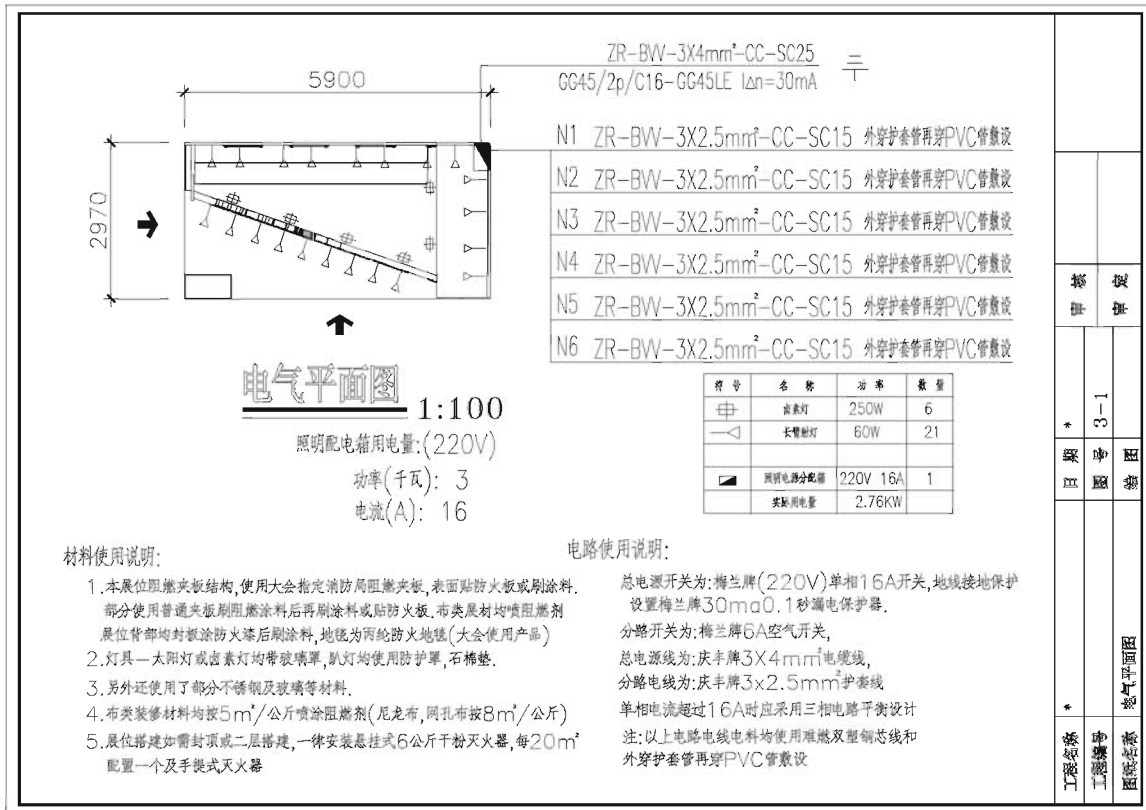 ZR-BVV-3X4mm²-CC-SC25
GG45/2p/C16-GG45LE I△n=30mA
5900
2970
N1 ZR-BVV-3X2.5mm²-CC-SC15 外穿护套管再穿PVC管敷设
N2 ZR-BVV-3X2.5mm²-CC-SC15 外穿护套管再穿PVC管敷设
N3 ZR-BVV-3X2.5mm²-CC-SC15 外穿护套管再穿PVC管敷设
N4 ZR-BVV-3X2.5mm²-CC-SC15 外穿护套管再穿PVC管敷设
N5 ZR-BVV-3X2.5mm²-CC-SC15 外穿护套管再穿PVC管敷设
N6 ZR-BVV-3X2.5mm²-CC-SC15 外穿护套管再穿PVC管敷设
电气平面图 1:100
照明配电箱用电量:(220V)
功率(千瓦): 3
电流(A): 16
符号 名称 功率 数量
卤素灯 250W 6
长臂射灯 60W 21
照明电源分配箱 220V 16A 1
实际用电量 2.76KW
材料使用说明:
1.本展位阻燃夹板结构,使用大会指定消防局阻燃夹板,表面贴防火板或刷涂料.
部分使用普通夹板刷阻燃涂料后再刷涂料或贴防火板.布类展材均喷阻燃剂
展位背部均封板涂防火漆后刷涂料,地毯为丙纶防火地毯(大会使用产品)
2.灯具—太阳灯或卤素灯均带玻璃罩,趴灯均使用防护罩,石棉垫.
3.另外还使用了部分不锈钢及玻璃等材料.
4.布类装修材料均按5m²/公斤喷涂阻燃剂(尼龙布,网孔布按8m²/公斤)
5.展位搭建如需封顶或二层搭建,一律安装悬挂式6公斤干粉灭火器,每20m²
配置一个及手提式灭火器
电路使用说明:
总电源开关为:梅兰牌(220V)单相16A开关,地线接地保护
设置梅兰牌30ma0.1秒漏电保护器.
分路开关为:梅兰牌6A空气开关,
总电源线为:庆丰牌3X4mm²电缆线,
分路电线为:庆丰牌3x2.5mm²护套线
单相电流超过16A时应采用三相电路平衡设计
注:以上电路电线电料均使用难燃双塑铜芯线和
外穿护套管再穿PVC管敷设
审核
审定
日期 *
图号 3-1
绘图
工程名称 *
工程编号
图纸名称 电气平面图